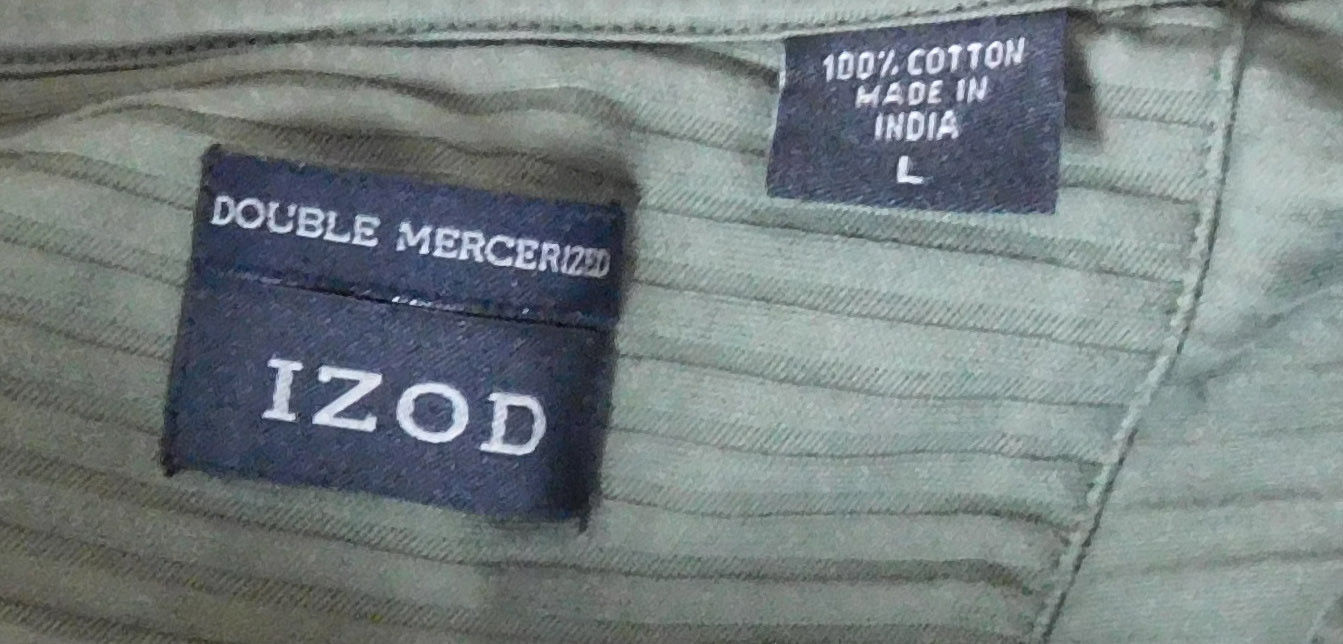 DOUBLE MERCERIZED
IZOD
100% COTTON
MADE IN
INDIA
L